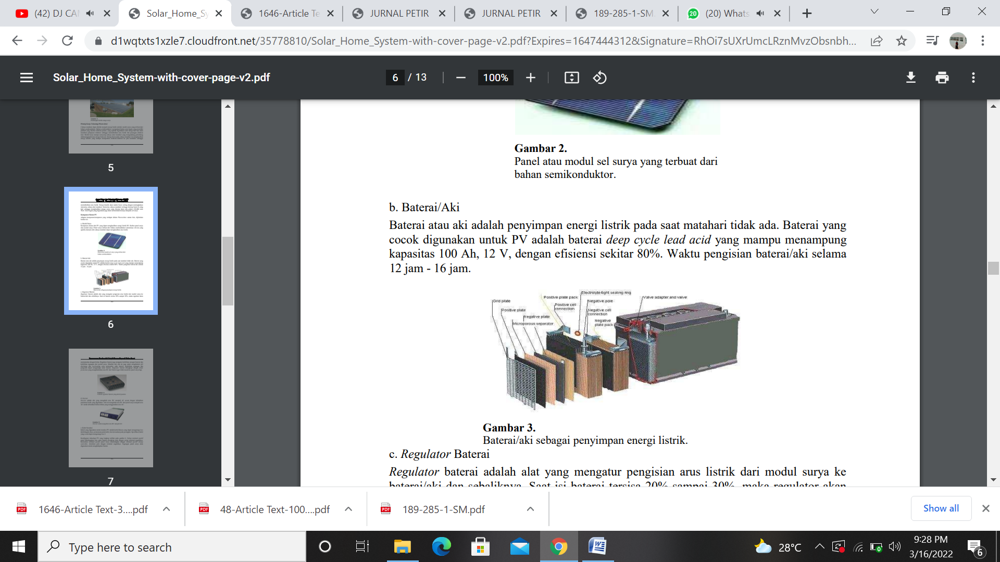 (42) DJ CA
Solar_Home_Sy
1646-Article Te
JURNAL PETIR
JURNAL PETIR
189-285-1-SM.
20
(20) Whats
d1wqtxts1xzle7.cloudfront.net/35778810/Solar_Home_System-with-cover-page-v2.pdf?Expires=1647444312&Signature=RhOi7sUXrUmcLRznMvzObsnbh...
Solar_Home_System-with-cover-page-v2.pdf
6 / 13
100%
5
6
7
Gambar 2.
Panel atau modul sel surya yang terbuat dari
bahan semikonduktor.
b. Baterai/Aki
Baterai atau aki adalah penyimpan energi listrik pada saat matahari tidak ada. Baterai yang
cocok digunakan untuk PV adalah baterai deep cycle lead acid yang mampu menampung
kapasitas 100 Ah, 12 V, dengan efisiensi sekitar 80%. Waktu pengisian baterai/aki selama
12 jam - 16 jam.
Grid plate
Positive plate
Negative plate
Microporous separator
Positive plate pack
Positive cell
connection
Electrolyte-tight sealing ring
Negative pole
Negative cell
connection
Negative
plate pack
Valve adapter and valve
Gambar 3.
Baterai/aki sebagai penyimpan energi listrik.
c. Regulator Baterai
Regulator baterai adalah alat yang mengatur pengisian arus listrik dari modul surya ke
baterai/aki dan sebaliknya. Saat isi baterai tersisa 20% sampai 30%, maka regulator akan
PDF
1646-Article Text-3....pdf
PDF
48-Article Text-100....pdf
PDF
189-285-1-SM.pdf
Show all
Type here to search
28°C
9:28 PM
3/16/2022
6